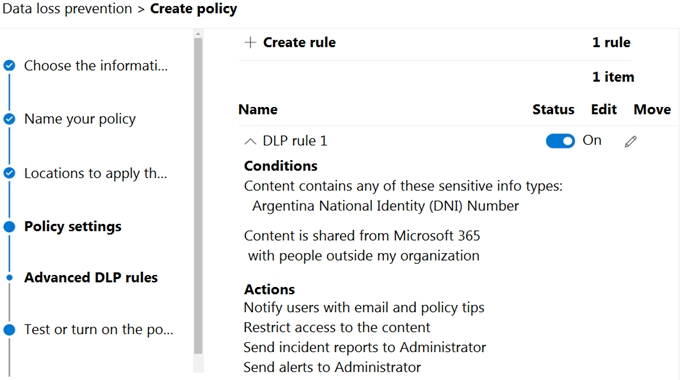 Data loss prevention > Create policy
Choose the informati...
Name your policy
Locations to apply th...
Policy settings
Advanced DLP rules
Test or turn on the po...
+ Create rule 1 rule
1 item
Name Status Edit Move
DLP rule 1 On
Conditions
Content contains any of these sensitive info types:
Argentina National Identity (DNI) Number
Content is shared from Microsoft 365
with people outside my organization
Actions
Notify users with email and policy tips
Restrict access to the content
Send incident reports to Administrator
Send alerts to Administrator